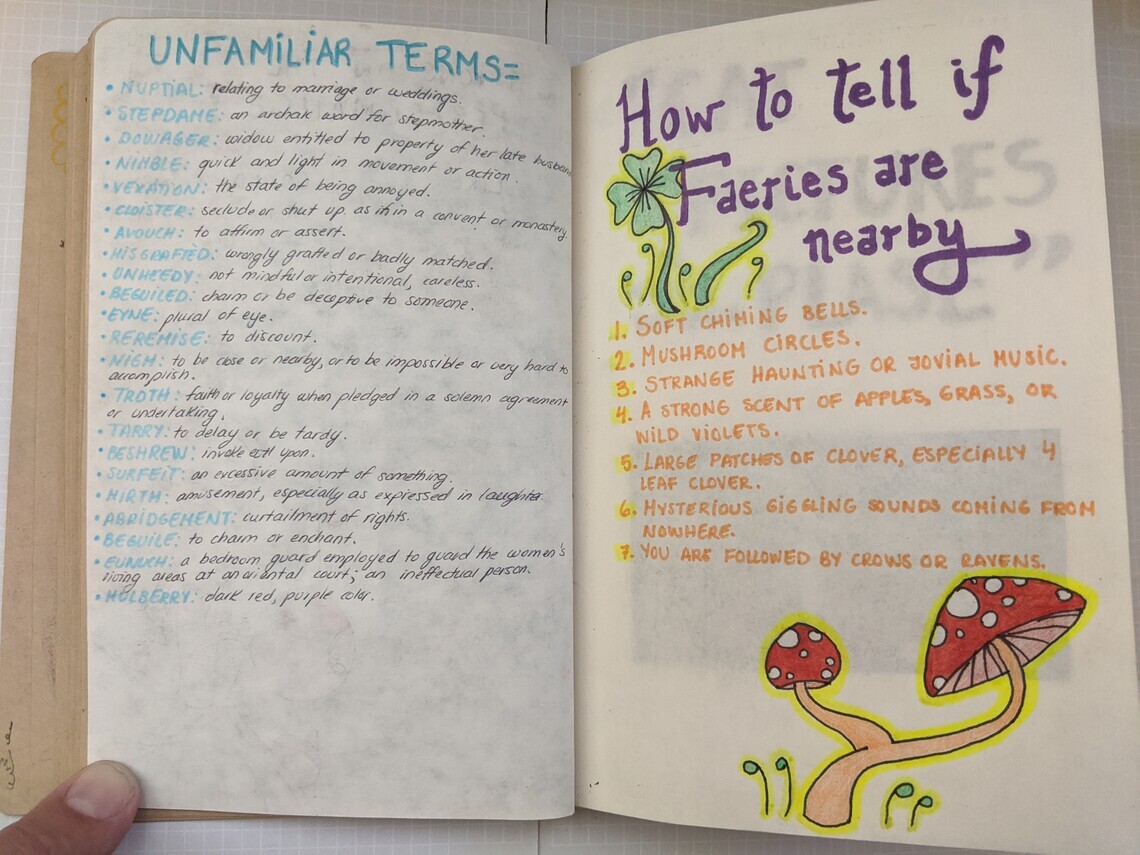 UNFAMILIAR TERMS=
• NUPTIAL: relating to marriage or weddings.
• STEPDAME: an archaic word for stepmother.
• DOWAGER: widow entitled to property of her late husban
• NIMBLE: quick and light in movement or action.
• VEXATION: the state of being annoyed.
• CLOISTER: seclude or shut up, as if in a convent or monastery.
• AVOUCH: to affirm or assert.
• MISGRAFFED: wrongly grafted or badly matched.
• UNHEEDY: not mindful or intentional, careless.
• BEGUILED: charm or be deceptive to someone.
• EYNE: plural of eye.
• REREMISE: to discount.
• NIGH: to be close or nearby, or to be impossible or very hard to
accomplish.
• TROTH: faith or loyalty when pledged in a solemn agreement
or undertaking.
• TARRY: to delay or be tardy.
• BESHREW: invoke evil upon.
• SURFEIT: an excessive amount of something.
• MIRTH: amusement, especially as expressed in laughter.
• ABRIDGEMENT: curtailment of rights.
• BEGUILE: to charm or enchant.
• EUNUCH: a bedroom guard employed to guard the women's
living areas at an oriental court; an ineffectual person.
• MULBERRY: dark red, purple color.
How to tell if
Faeries are
nearby
1. SOFT CHIMING BELLS.
2. MUSHROOM CIRCLES.
3. STRANGE HAUNTING OR JOVIAL MUSIC.
4. A STRONG SCENT OF APPLES, GRASS, OR
WILD VIOLETS.
5. LARGE PATCHES OF CLOVER, ESPECIALLY 4
LEAF CLOVER.
6. MYSTERIOUS GIGGLING SOUNDS COMING FROM
NOWHERE.
7. YOU ARE FOLLOWED BY CROWS OR RAVENS.